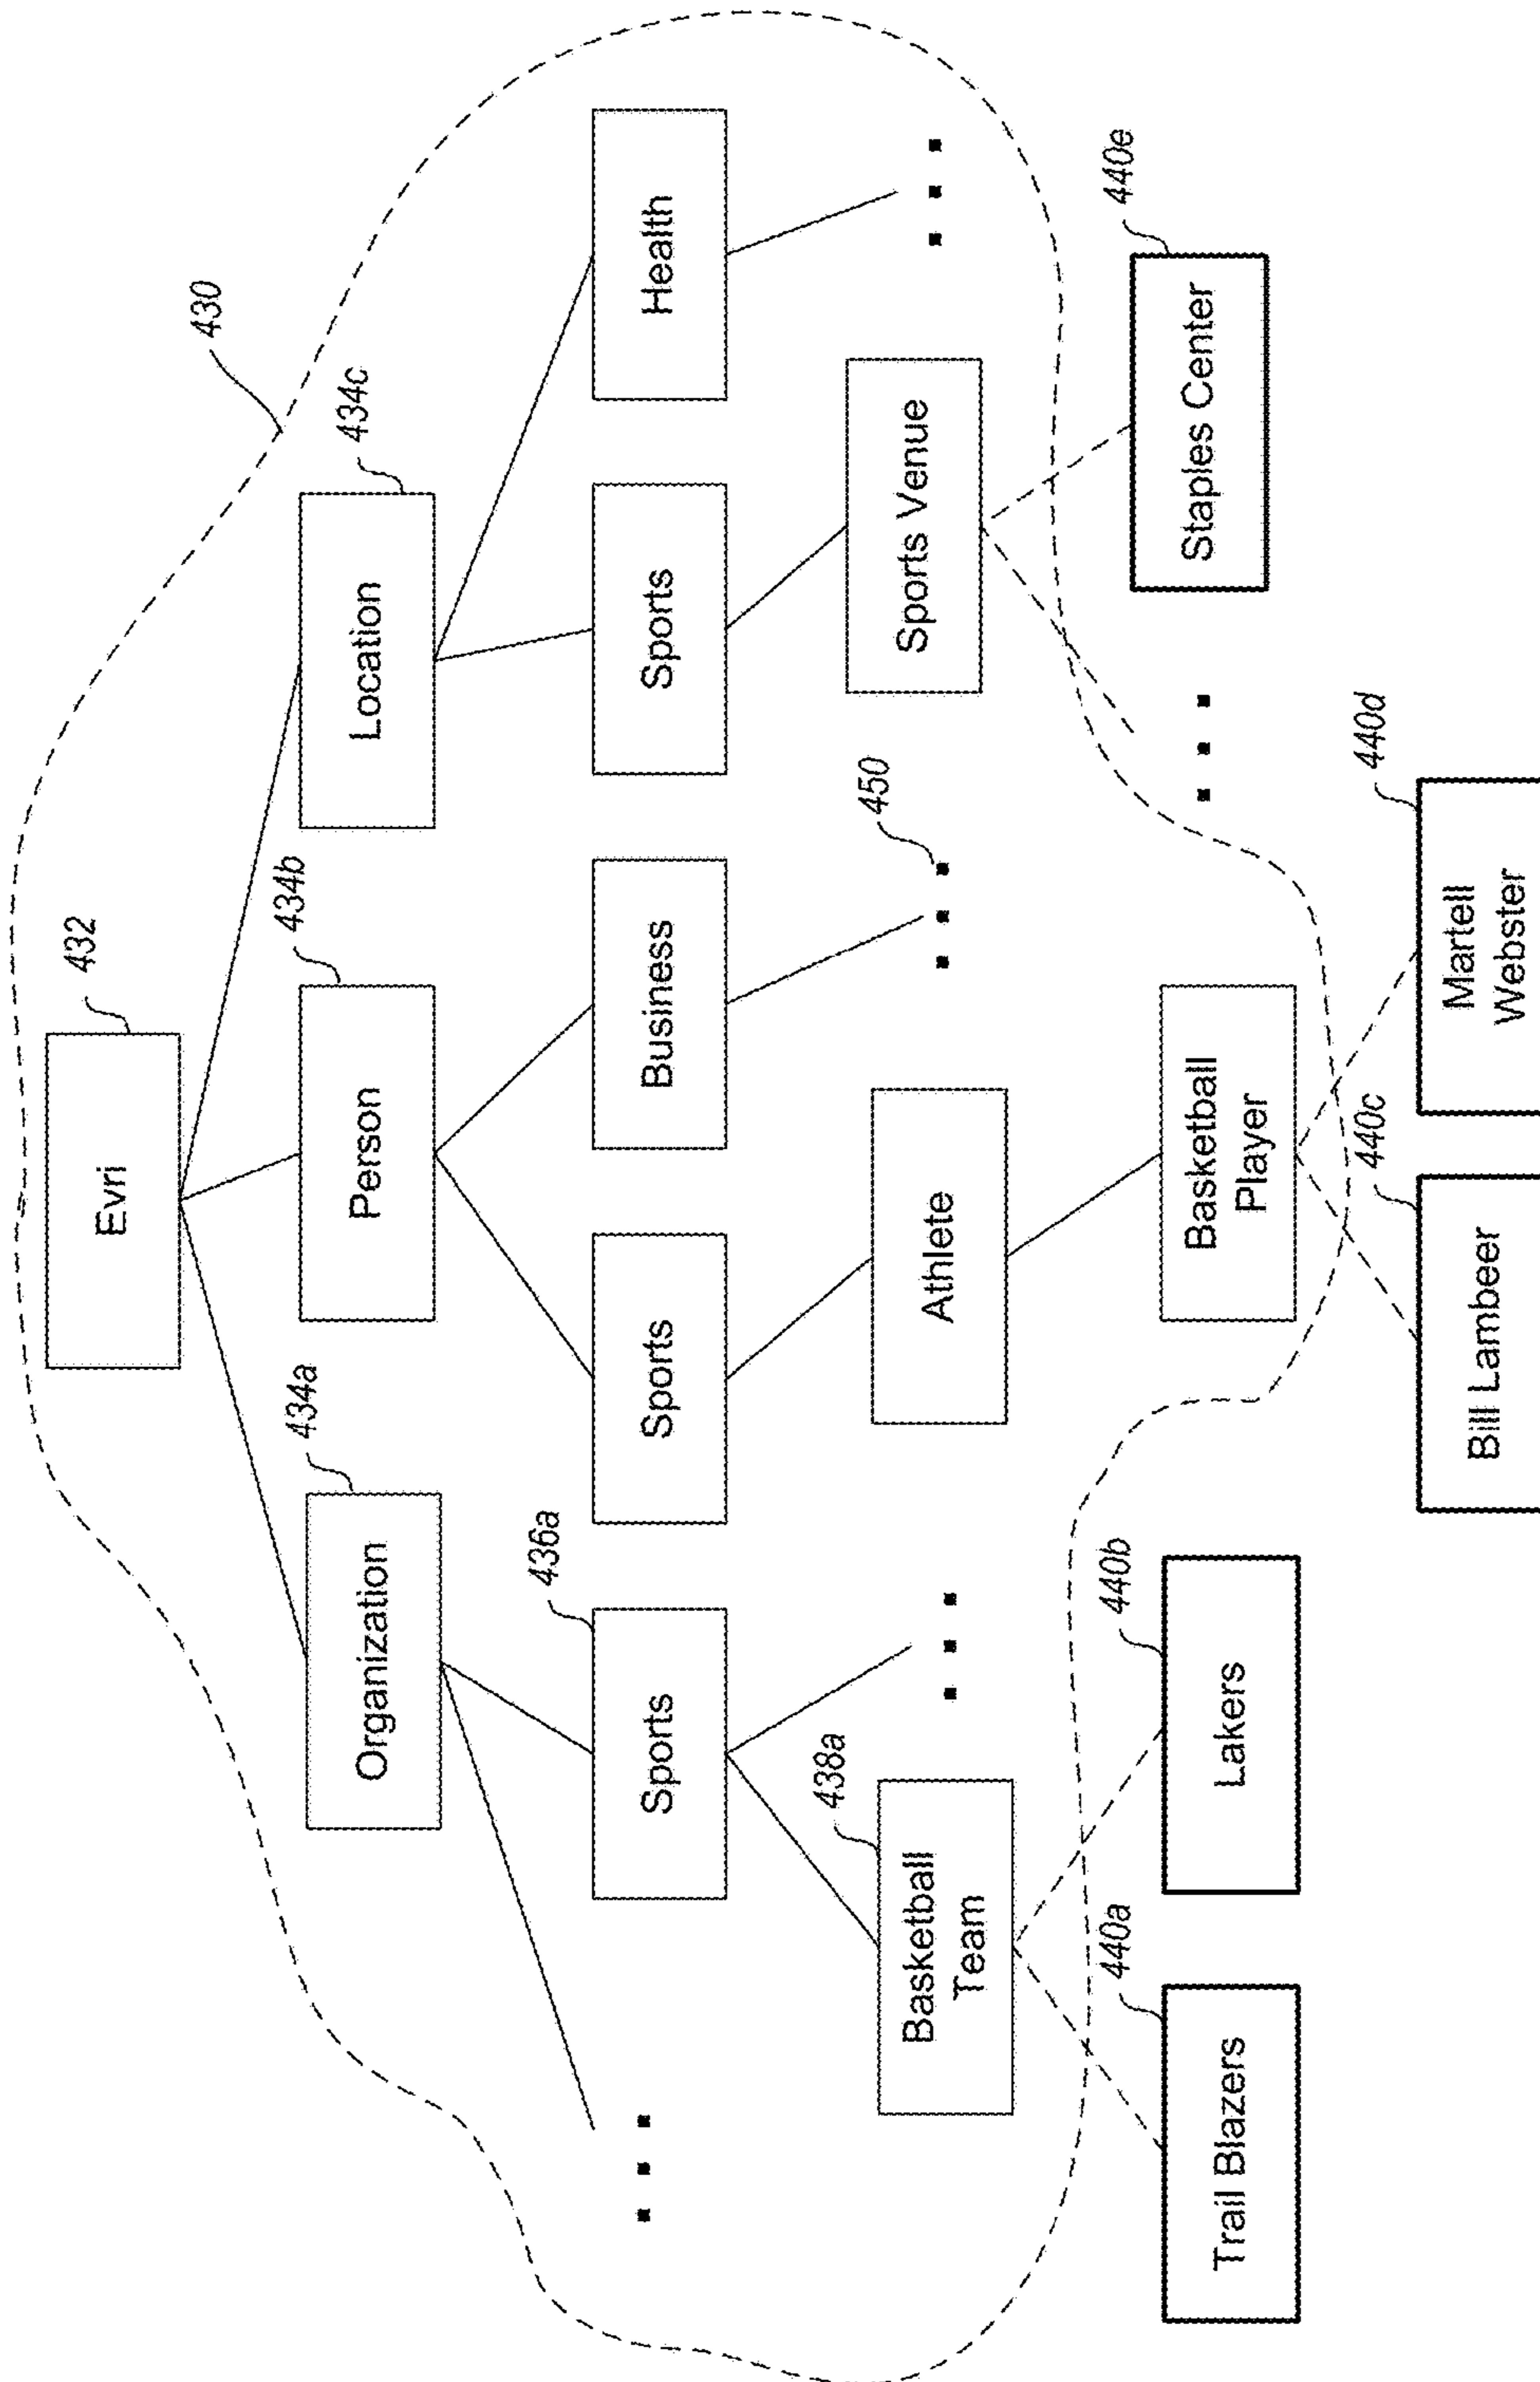 430
Evri
432
Organization
434a
Person
434b
Location
434c
Sports
436a
Sports
Business
Sports
Health
Basketball
Team
438a
Athlete
450
Sports Venue
Trail Blazers
440a
Lakers
440b
Basketball
Player
Staples Center
440e
Bill Lambeer
440c
Martell
Webster
440d